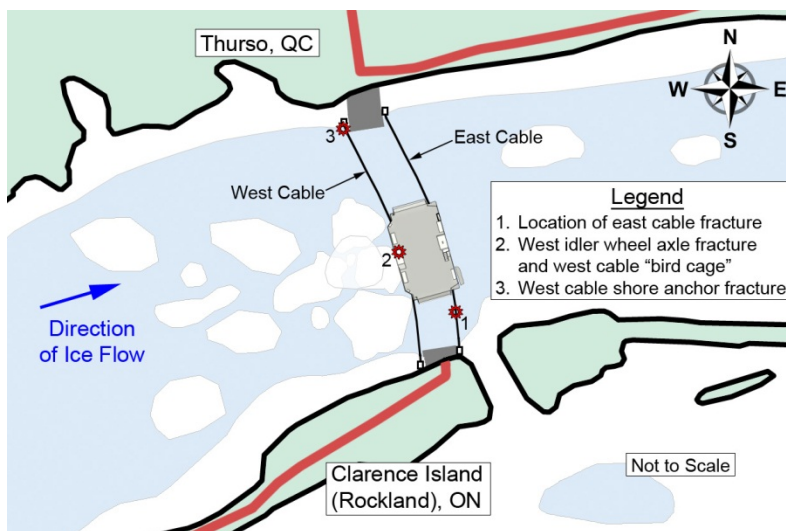 Thurso, QC
N
W
E
S
3
East Cable
West Cable
Legend
1. Location of east cable fracture
2. West idler wheel axle fracture
and west cable “bird cage”
3. West cable shore anchor fracture
2
Direction
of Ice Flow
1
Clarence Island
(Rockland), ON
Not to Scale